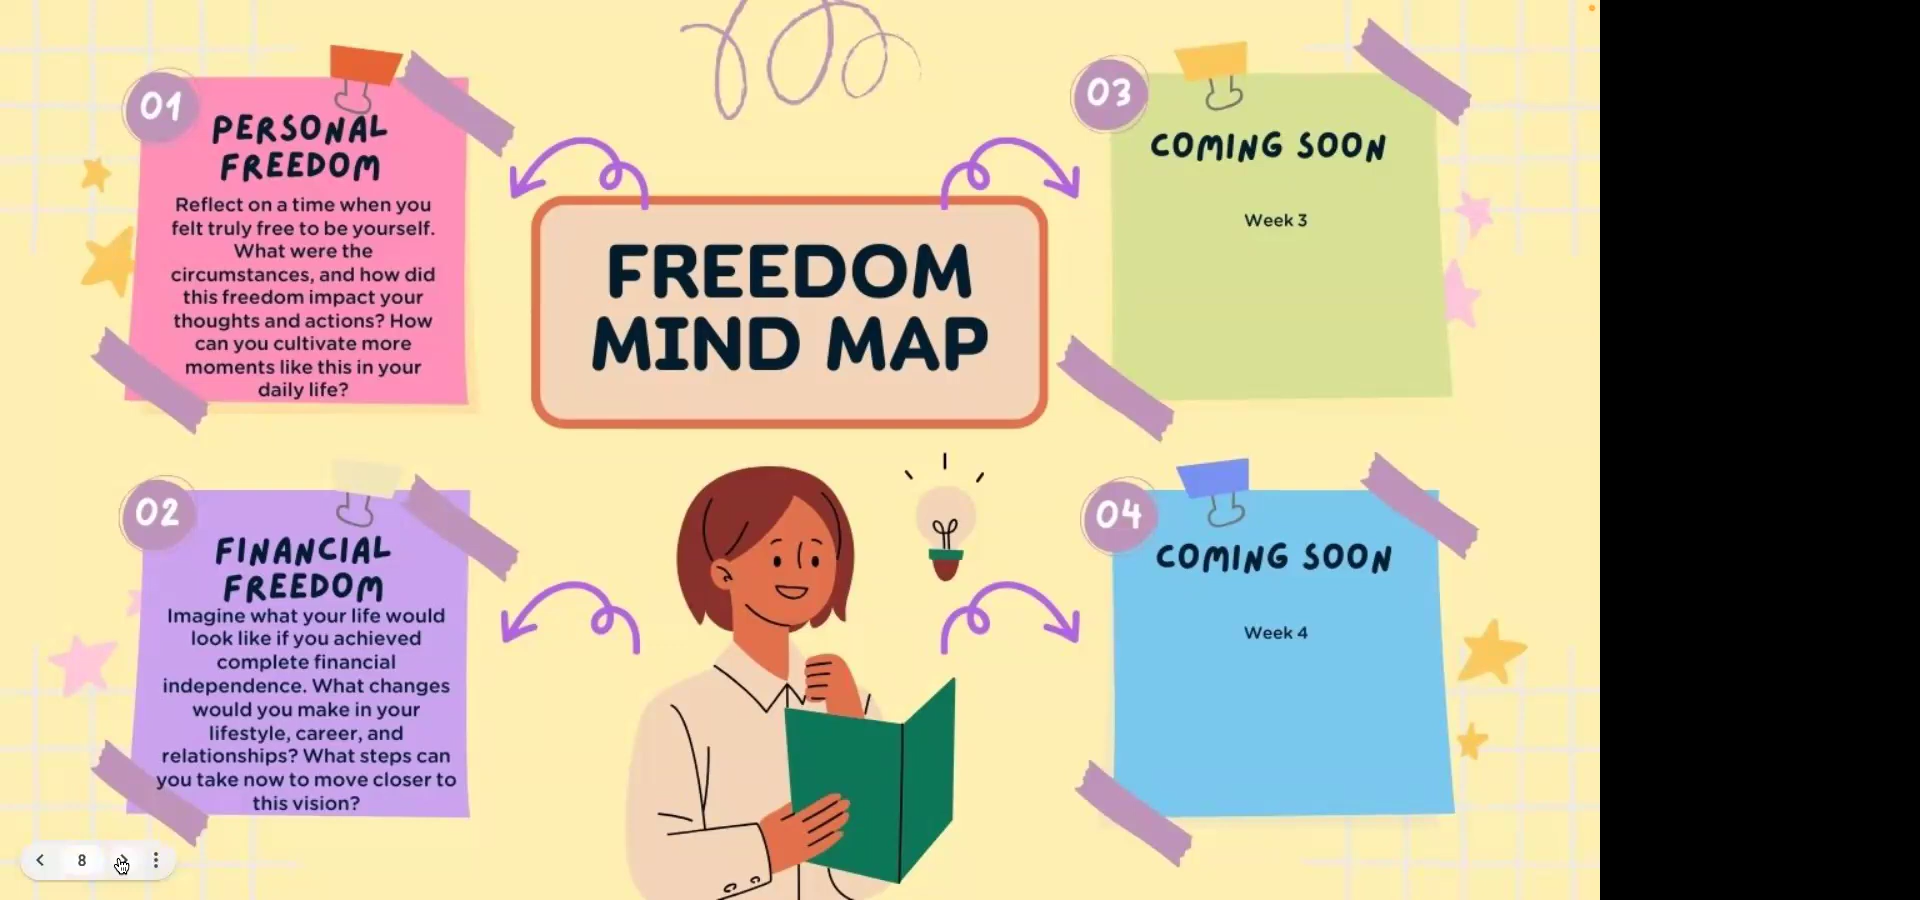 01
PERSONAL
FREEDOM
Reflect on a time when you
felt truly free to be yourself.
What were the
circumstances, and how did
this freedom impact your
thoughts and actions? How
can you cultivate more
moments like this in your
daily life?
FREEDOM
MIND MAP
03
COMING SOON
Week 3
02
FINANCIAL
FREEDOM
Imagine what your life would
look like if you achieved
complete financial
independence. What changes
would you make in your
lifestyle, career, and
relationships? What steps can
you take now to move closer to
this vision?
04
COMING SOON
Week 4
8